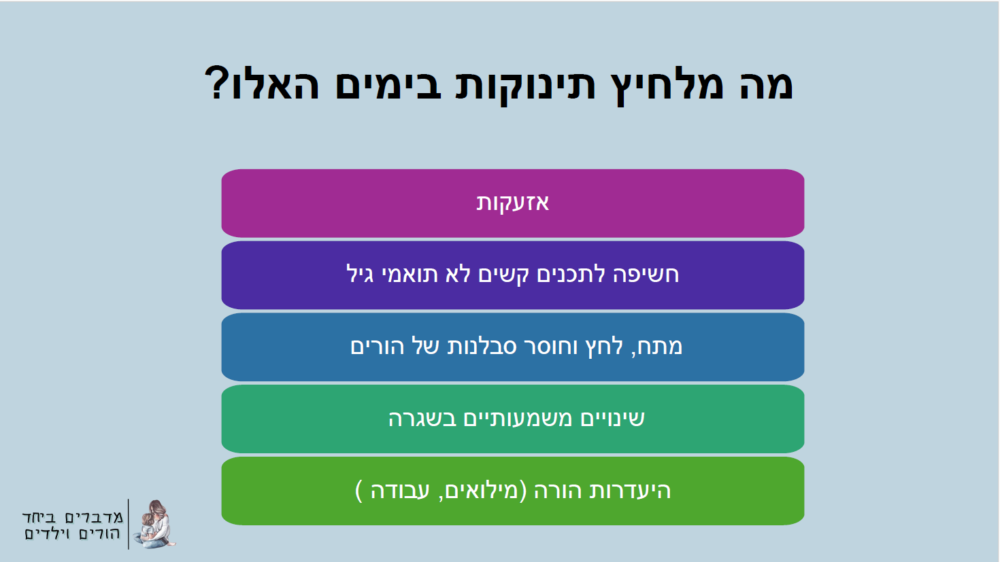 מה מלחיץ תינוקות בימים האלו?
אזעקות
חשיפה לתכנים קשים לא תואמי גיל
מתח, לחץ וחוסר סבלנות של הורים
שינויים משמעותיים בשגרה
היעדרות הורה (מילואים, עבודה )
מדברים ביחד
הורים וילדים